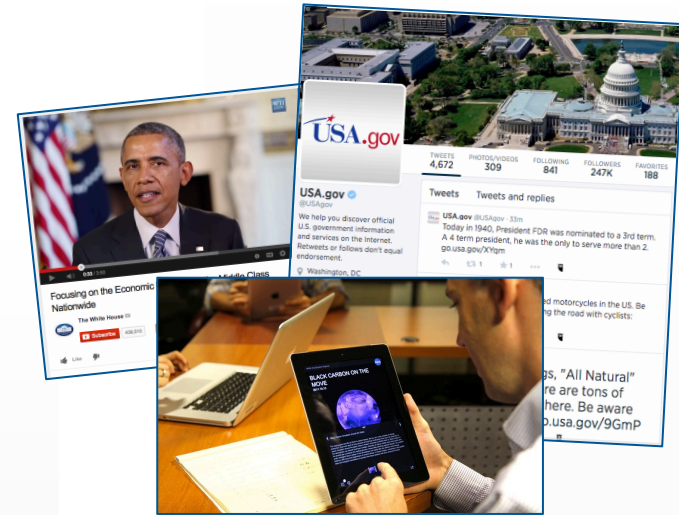 USA.gov
TWEETS
4,672
PHOTOS/VIDEOS
309
FOLLOWING
841
FOLLOWERS
247K
FAVORITES
188
USA.gov
@USAgov
We help you discover official
U.S. government information
and services on the Internet.
Retweets or follows don't equal
endorsement.
Washington, DC
Tweets Tweets and replies
USA.gov @USAgov · 33m
Today in 1940, President FDR was nominated to a 3rd term.
A 4 term president, he was the only to serve more than 2.
go.usa.gov/XYqm
1 1
motorcycles in the US. Be
the road with cyclists:
"All Natural"
are tons of
here. Be aware
.usa.gov/9GmP
Focusing on the Economic
Middle Class
Nationwide
The White House
Subscribe
Like
BLACK CARBON ON THE
MOVE